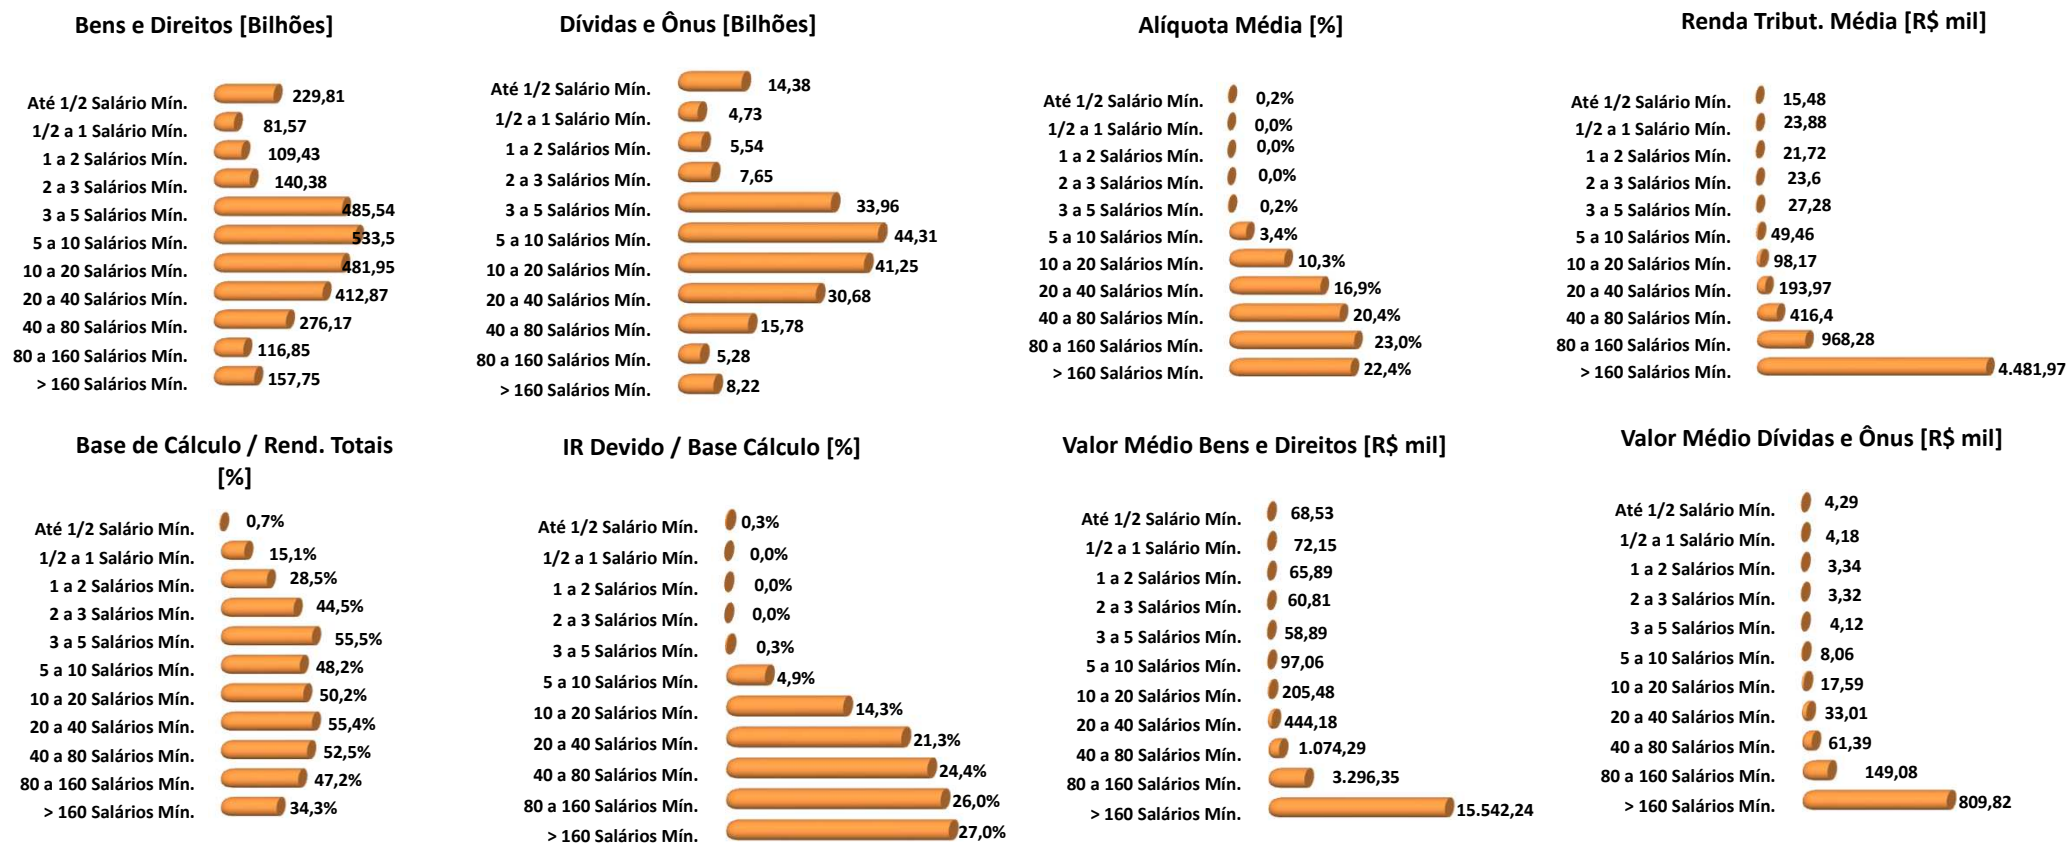 Bens e Direitos [Bilhões]
Até 1/2 Salário Mín. 229,81
1/2 a 1 Salário Mín. 81,57
1 a 2 Salários Mín. 109,43
2 a 3 Salários Mín. 140,38
3 a 5 Salários Mín. 485,54
5 a 10 Salários Mín. 533,5
10 a 20 Salários Mín. 481,95
20 a 40 Salários Mín. 412,87
40 a 80 Salários Mín. 276,17
80 a 160 Salários Mín. 116,85
> 160 Salários Mín. 157,75
Dívidas e Ônus [Bilhões]
Até 1/2 Salário Mín. 14,38
1/2 a 1 Salário Mín. 4,73
1 a 2 Salários Mín. 5,54
2 a 3 Salários Mín. 7,65
3 a 5 Salários Mín. 33,96
5 a 10 Salários Mín. 44,31
10 a 20 Salários Mín. 41,25
20 a 40 Salários Mín. 30,68
40 a 80 Salários Mín. 15,78
80 a 160 Salários Mín. 5,28
> 160 Salários Mín. 8,22
Alíquota Média [%]
Até 1/2 Salário Mín. 0,2%
1/2 a 1 Salário Mín. 0,0%
1 a 2 Salários Mín. 0,0%
2 a 3 Salários Mín. 0,0%
3 a 5 Salários Mín. 0,2%
5 a 10 Salários Mín. 3,4%
10 a 20 Salários Mín. 10,3%
20 a 40 Salários Mín. 16,9%
40 a 80 Salários Mín. 20,4%
80 a 160 Salários Mín. 23,0%
> 160 Salários Mín. 22,4%
Renda Tribut. Média [R$ mil]
Até 1/2 Salário Mín. 15,48
1/2 a 1 Salário Mín. 23,88
1 a 2 Salários Mín. 21,72
2 a 3 Salários Mín. 23,6
3 a 5 Salários Mín. 27,28
5 a 10 Salários Mín. 49,46
10 a 20 Salários Mín. 98,17
20 a 40 Salários Mín. 193,97
40 a 80 Salários Mín. 416,4
80 a 160 Salários Mín. 968,28
> 160 Salários Mín. 4.481,97
Base de Cálculo / Rend. Totais
[%]
Até 1/2 Salário Mín. 0,7%
1/2 a 1 Salário Mín. 15,1%
1 a 2 Salários Mín. 28,5%
2 a 3 Salários Mín. 44,5%
3 a 5 Salários Mín. 55,5%
5 a 10 Salários Mín. 48,2%
10 a 20 Salários Mín. 50,2%
20 a 40 Salários Mín. 55,4%
40 a 80 Salários Mín. 52,5%
80 a 160 Salários Mín. 47,2%
> 160 Salários Mín. 34,3%
IR Devido / Base Cálculo [%]
Até 1/2 Salário Mín. 0,3%
1/2 a 1 Salário Mín. 0,0%
1 a 2 Salários Mín. 0,0%
2 a 3 Salários Mín. 0,0%
3 a 5 Salários Mín. 0,3%
5 a 10 Salários Mín. 4,9%
10 a 20 Salários Mín. 14,3%
20 a 40 Salários Mín. 21,3%
40 a 80 Salários Mín. 24,4%
80 a 160 Salários Mín. 26,0%
> 160 Salários Mín. 27,0%
Valor Médio Bens e Direitos [R$ mil]
Até 1/2 Salário Mín. 68,53
1/2 a 1 Salário Mín. 72,15
1 a 2 Salários Mín. 65,89
2 a 3 Salários Mín. 60,81
3 a 5 Salários Mín. 58,89
5 a 10 Salários Mín. 97,06
10 a 20 Salários Mín. 205,48
20 a 40 Salários Mín. 444,18
40 a 80 Salários Mín. 1.074,29
80 a 160 Salários Mín. 3.296,35
> 160 Salários Mín. 15.542,24
Valor Médio Dívidas e Ônus [R$ mil]
Até 1/2 Salário Mín. 4,29
1/2 a 1 Salário Mín. 4,18
1 a 2 Salários Mín. 3,34
2 a 3 Salários Mín. 3,32
3 a 5 Salários Mín. 4,12
5 a 10 Salários Mín. 8,06
10 a 20 Salários Mín. 17,59
20 a 40 Salários Mín. 33,01
40 a 80 Salários Mín. 61,39
80 a 160 Salários Mín. 149,08
> 160 Salários Mín. 809,82